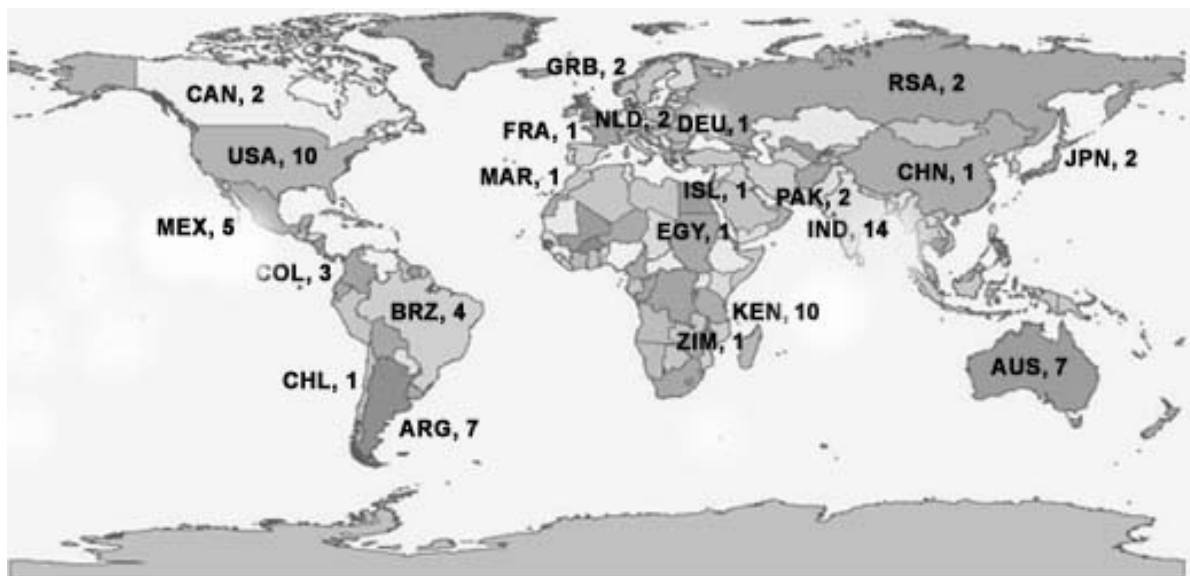 GRB, 2
RSA, 2
CAN, 2
NLD, 2
DEU, 1
FRA, 1
USA, 10
JPN, 2
CHN, 1
MAR, 1
ISL, 1
PAK, 2
MEX, 5
EGY, 1
IND, 14
COL, 3
BRZ, 4
KEN, 10
ZIM, 1
AUS, 7
CHL, 1
ARG, 7